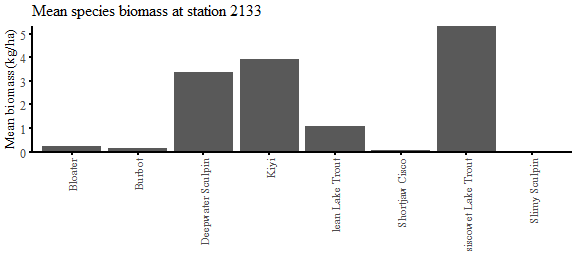 Mean species biomass at station 2133
Mean biomass (kg/ha)
5
4
3
2
1
0
Bloater
Burbot
Deepwater Sculpin
Kiyi
lean Lake Trout
Shortjaw Cisco
siscowet Lake Trout
Slimy Sculpin